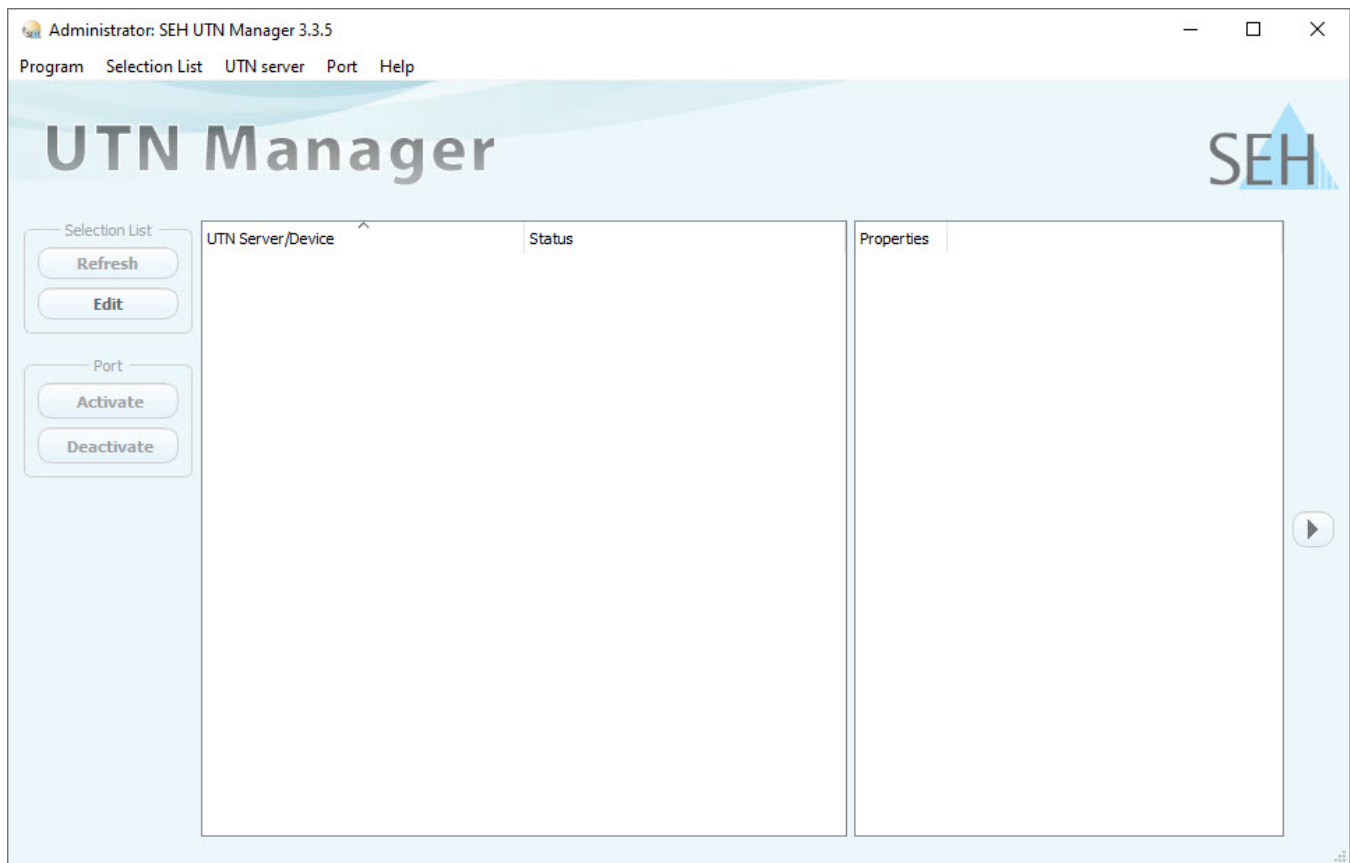 Administrator: SEH UTN Manager 3.3.5
Program Selection List UTN server Port Help
UTN Manager
SEH
Selection List
Refresh
Edit
Port
Activate
Deactivate
UTN Server/Device Status
Properties